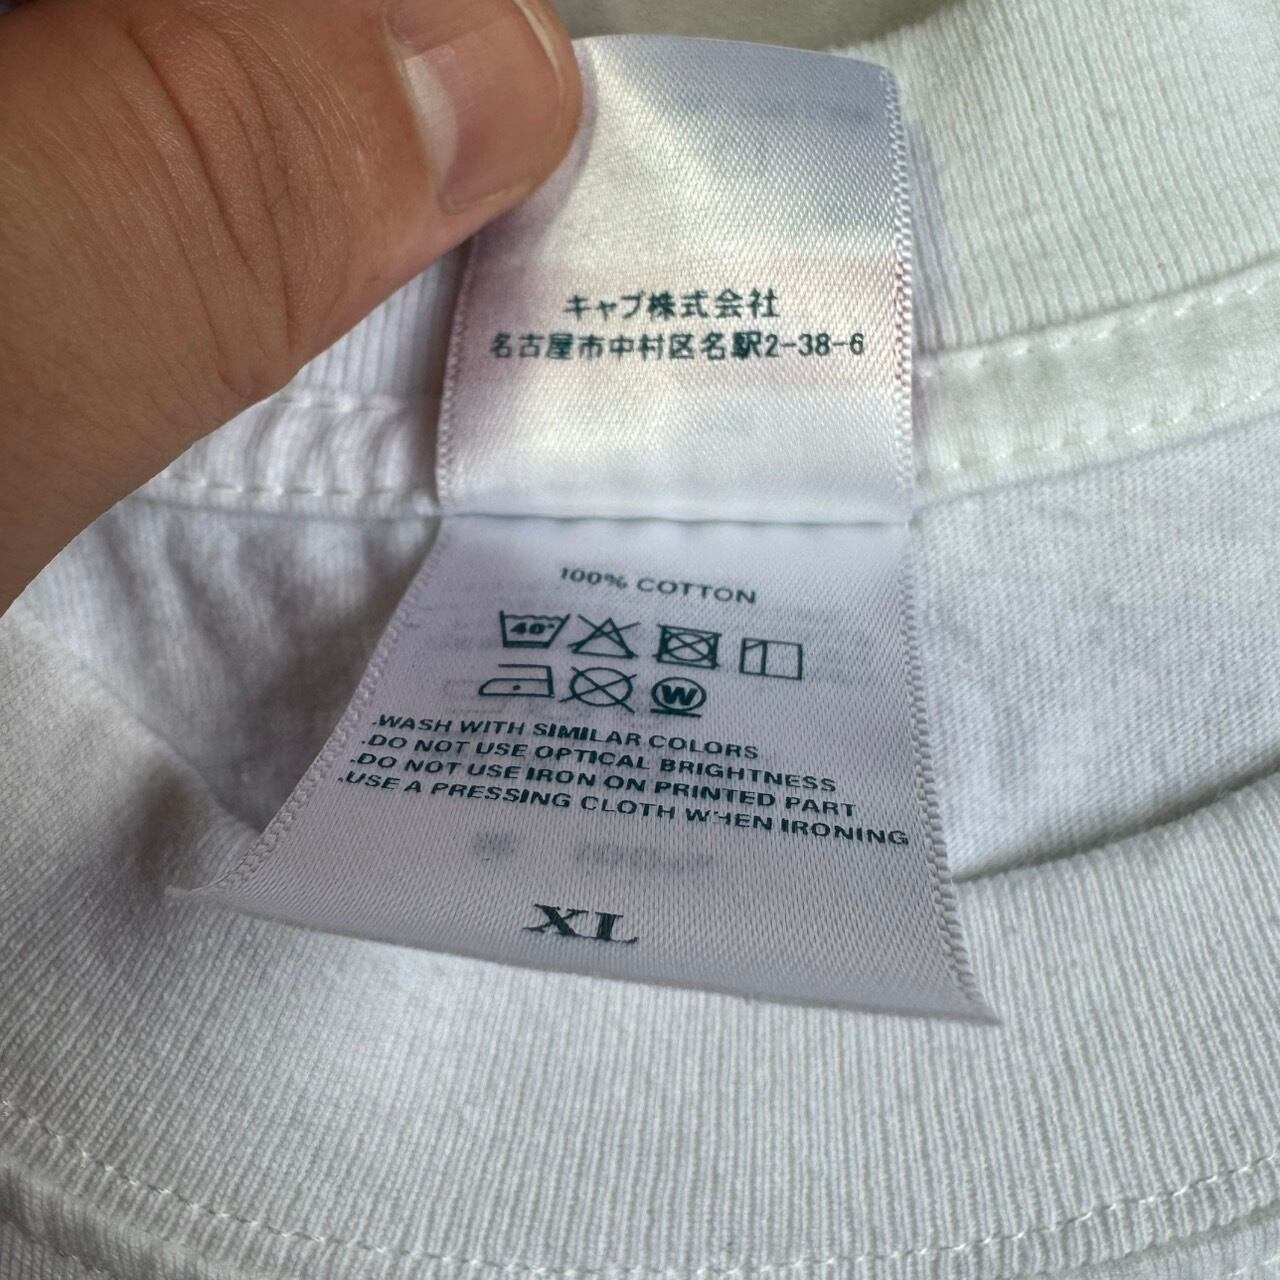 キャブ株式会社
名古屋市中村区名駅2-38-6
100% COTTON
40°
W
.WASH WITH SIMILAR COLORS
.DO NOT USE OPTICAL BRIGHTNESS
.DO NOT USE IRON ON PRINTED PART
.USE A PRESSING CLOTH WHEN IRONING
XL